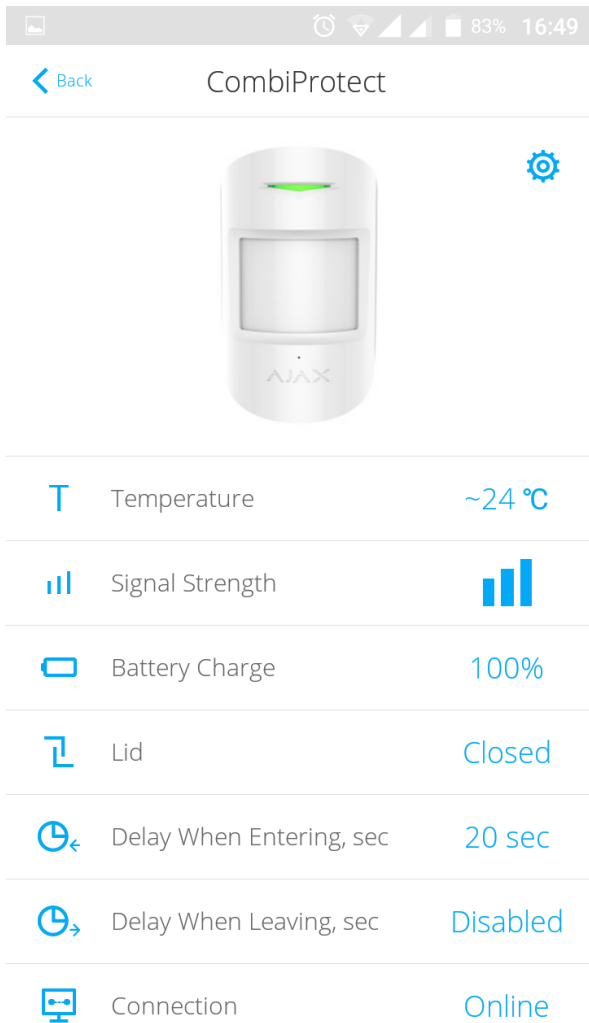 83% 16:49
Back CombiProtect
AJAX
T Temperature ~24 ℃
Signal Strength
Battery Charge 100%
Lid Closed
Delay When Entering, sec 20 sec
Delay When Leaving, sec Disabled
Connection Online